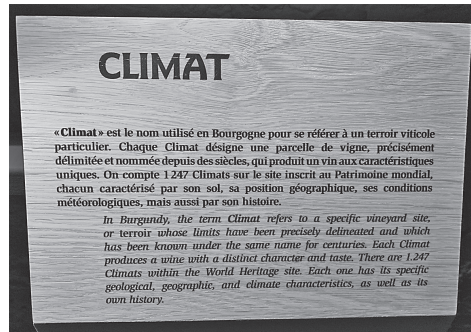 CLIMAT
«Climat» est le nom utilisé en Bourgogne pour se référer à un terroir viticole
particulier. Chaque Climat désigne une parcelle de vigne, précisément
délimitée et nommée depuis des siècles, qui produit un vin aux caractéristiques
uniques. On compte 1247 Climats sur le site inscrit au Patrimoine mondial,
chacun caractérisé par son sol, sa position géographique, ses conditions
météorologiques, mais aussi par son histoire.
In Burgundy, the term Climat refers to a specific vineyard site,
or terroir whose limits have been precisely delineated and which
has been known under the same name for centuries. Each Climat
produces a wine with a distinct character and taste. There are 1.247
Climats within the World Heritage site. Each one has its specific
geological, geographic, and climate characteristics, as well as its
own history.